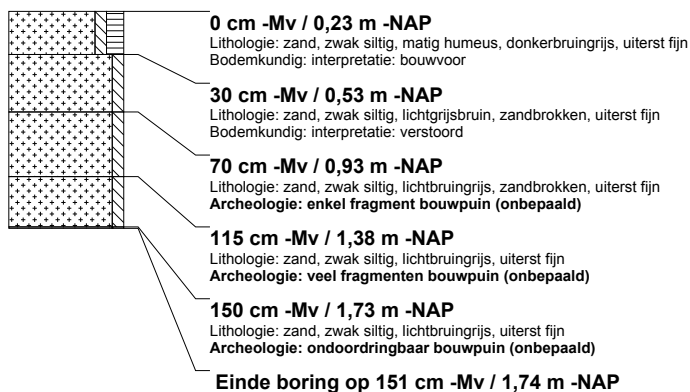 0 cm -Mv / 0,23 m -NAP
Lithologie: zand, zwak siltig, matig humeus, donkerbruingrijs, uiterst fijn
Bodemkundig: interpretatie: bouwvoor
30 cm -Mv / 0,53 m -NAP
Lithologie: zand, zwak siltig, lichtgrijsbruin, zandbrokken, uiterst fijn
Bodemkundig: interpretatie: verstoord
70 cm -Mv / 0,93 m -NAP
Lithologie: zand, zwak siltig, lichtbruingrijs, zandbrokken, uiterst fijn
Archeologie: enkel fragment bouwpuin (onbepaald)
115 cm -Mv / 1,38 m -NAP
Lithologie: zand, zwak siltig, lichtbruingrijs, uiterst fijn
Archeologie: veel fragmenten bouwpuin (onbepaald)
150 cm -Mv / 1,73 m -NAP
Lithologie: zand, zwak siltig, lichtbruingrijs, uiterst fijn
Archeologie: ondoordringbaar bouwpuin (onbepaald)
Einde boring op 151 cm -Mv / 1,74 m -NAP